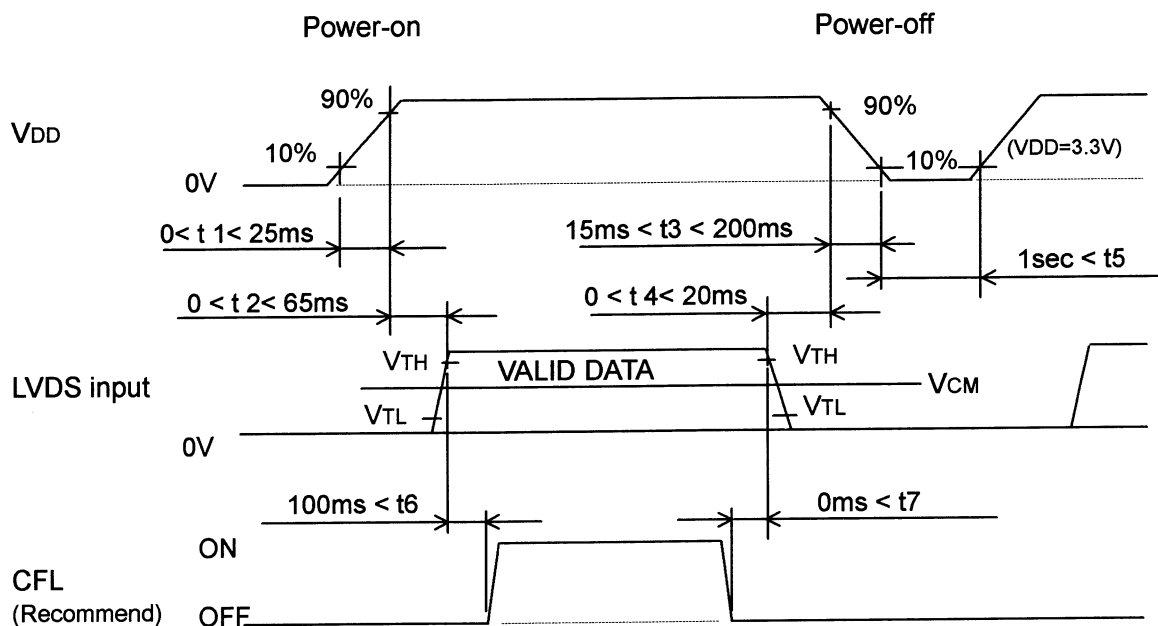 Power-on
Power-off
VDD
90%
10%
0V
90%
10%
(VDD=3.3V)
0< t 1< 25ms
15ms < t3 < 200ms
1sec < t5
0 < t 2< 65ms
0 < t 4< 20ms
LVDS input
VTH
VALID DATA
VTH
VCM
VTL
VTL
0V
100ms < t6
0ms < t7
CFL
(Recommend)
ON
OFF